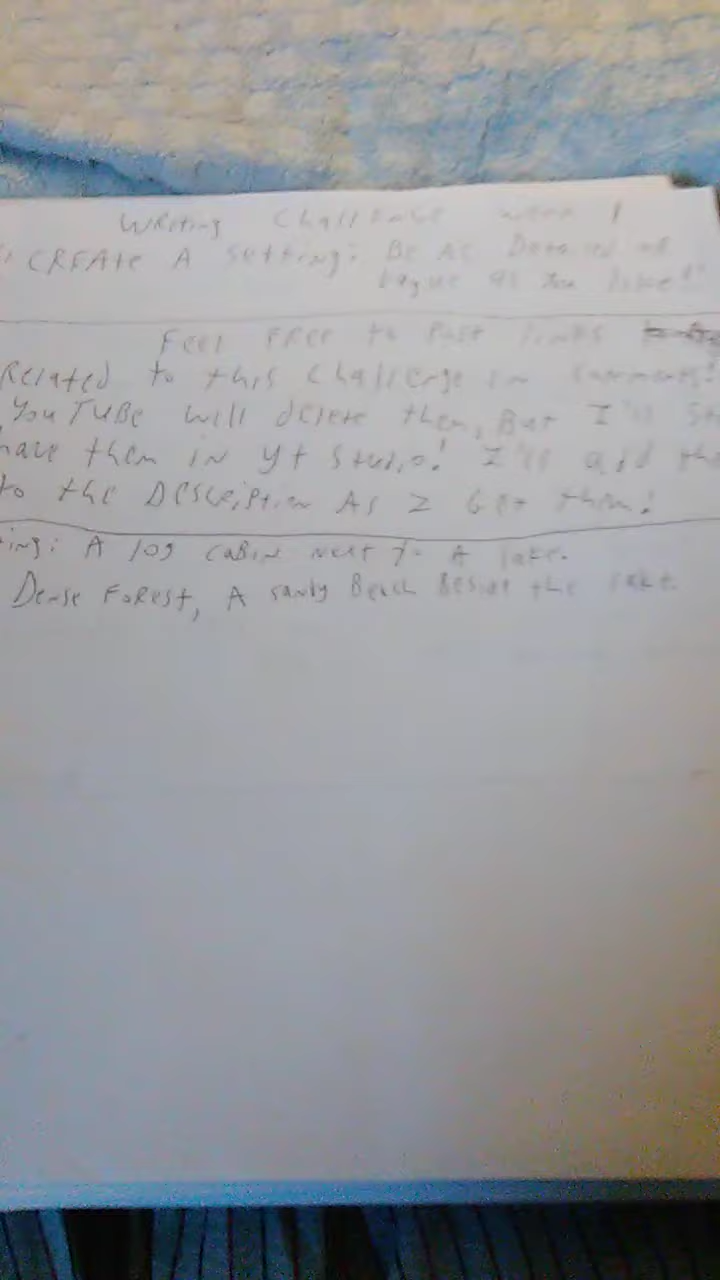 Writing Challenge week 1
CREAte A setting: Be As Detailed or
vague as You like!
Feel FRee to Post links
Related to this Challenge in comments!
YouTuBe will delete them, But I'll
have them in yt studio! I'll add
to the Description As I Get them!
A log caBin next to A lake.
Dense FoRest, A sandy Beach Beside the lake